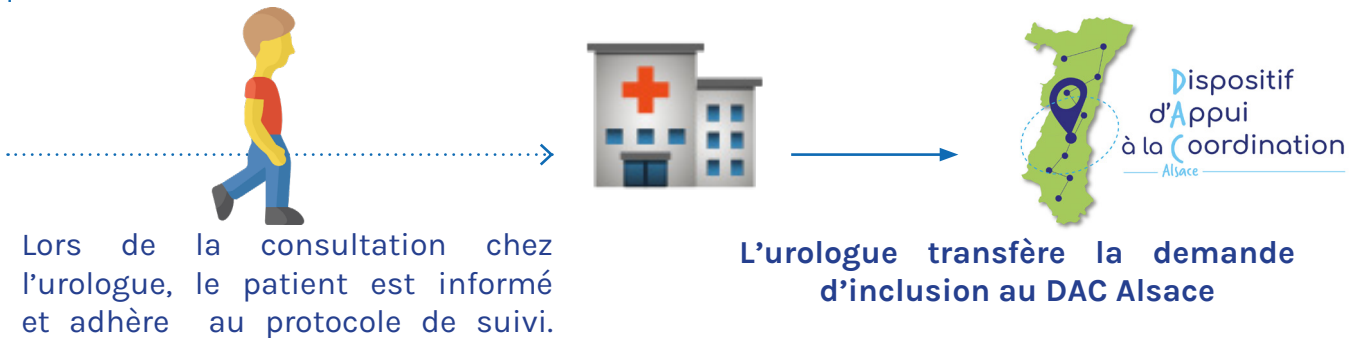 Dispositif
d'Appui
à la Coordination
Alsace
Lors de la consultation chez
l'urologue, le patient est informé
et adhère au protocole de suivi.
L'urologue transfère la demande
d'inclusion au DAC Alsace